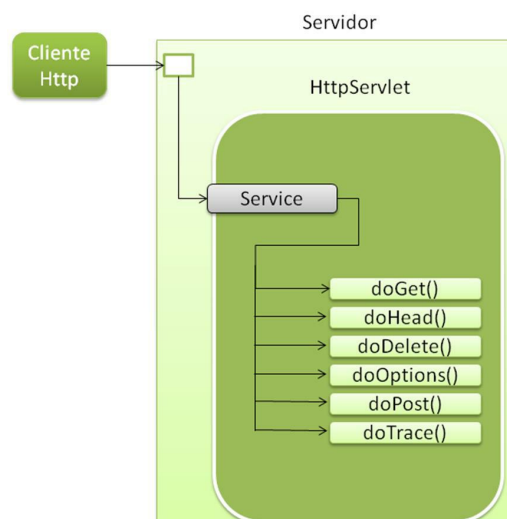 Servidor
Cliente
Http
HttpServlet
Service
doGet()
doHead()
doDelete()
doOptions()
doPost()
doTrace()